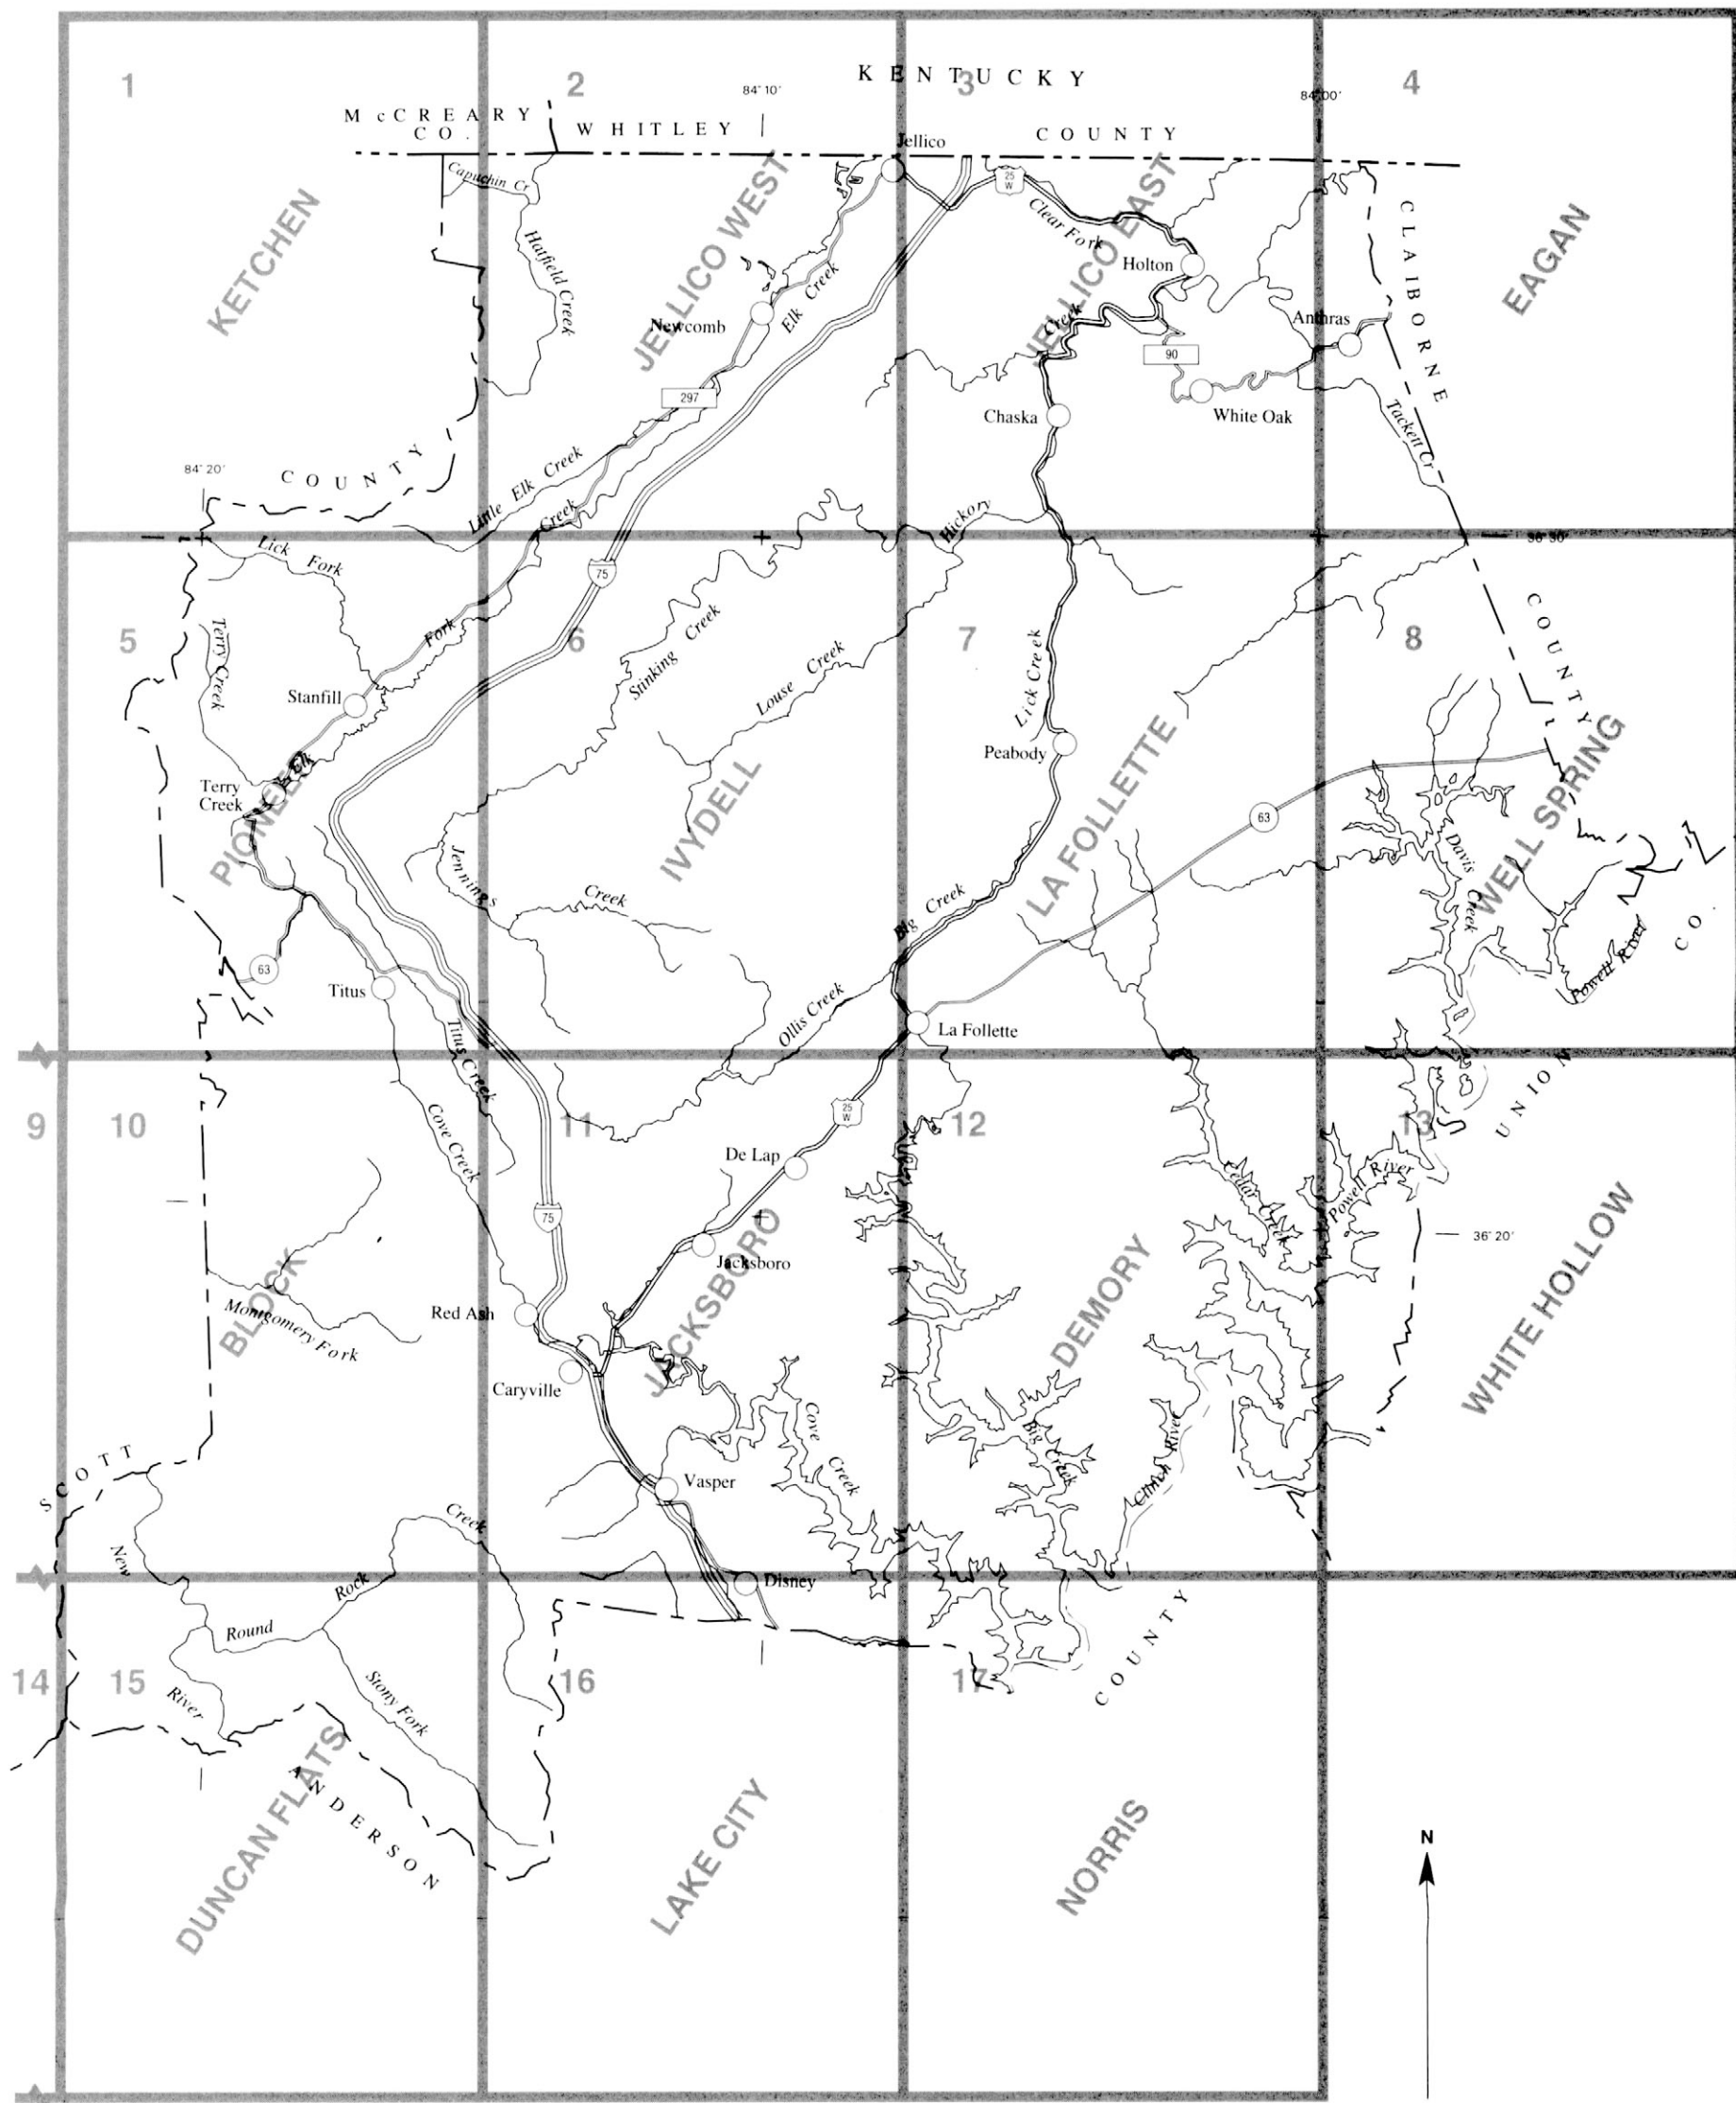 KENTUCKY
1
2
3
4
84° 10'
84° 00'
McCREARY
CO.
WHITLEY
COUNTY
Jellico
Capuchin Cr
25
W
KETCHEN
JELLICO WEST
JELLICO EAST
EAGAN
CLAIBORNE
Hatfield Creek
Clear Fork
Holton
Elk Creek
Newcomb
Creek
Anthras
90
297
Chaska
White Oak
Tackett Cr
84° 20'
COUNTY
Little Elk Creek
Creek
Hickory
36° 30'
Lick Fork
75
5
6
7
8
COUNTY
Terry Creek
Fork
Stinking Creek
Louse Creek
Lick Creek
Stanfill
Peabody
Elk
Terry
Creek
PIONEER
IVYDELL
LA FOLLETTE
WELL SPRING
63
Davis Creek
Jennings Creek
Big Creek
Powell River
CO.
63
Titus
Ollis Creek
La Follette
Titus Creek
UNION
9
10
11
12
13
25
W
Cove Creek
De Lap
Cedar Creek
Powell River
75
36° 20'
Jacksboro
BLOCK
JACKSBORO
DEMORY
WHITE HOLLOW
Red Ash
Montgomery Fork
Caryville
Cove Creek
Big Creek
Clinch River
SCOTT
Vasper
Creek
New
Rock
Disney
Round
COUNTY
14
15
16
17
River
Stony Fork
ANDERSON
DUNCAN FLATS
LAKE CITY
NORRIS
N